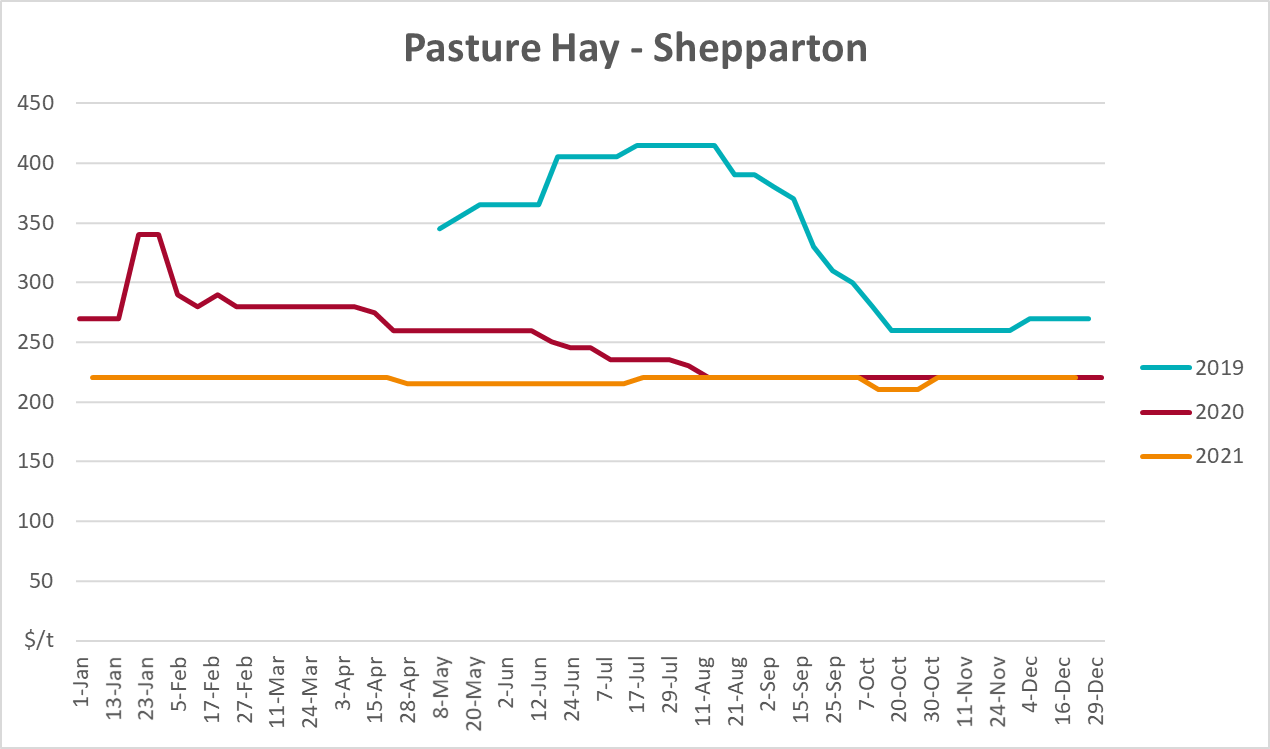 Pasture Hay - Shepparton
450
400
350
300
250
200
150
100
50
$/t
1-Jan
13-Jan
23-Jan
5-Feb
17-Feb
27-Feb
11-Mar
24-Mar
3-Apr
15-Apr
28-Apr
8-May
20-May
2-Jun
12-Jun
24-Jun
7-Jul
17-Jul
29-Jul
11-Aug
21-Aug
2-Sep
15-Sep
25-Sep
7-Oct
20-Oct
30-Oct
11-Nov
24-Nov
4-Dec
16-Dec
29-Dec
2019
2020
2021